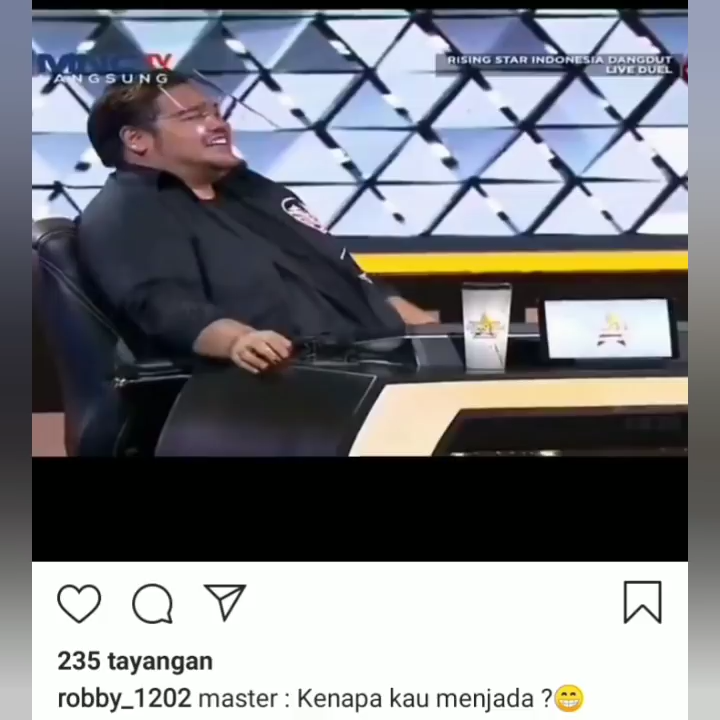 MNCTV
LANGSUNG
RISING STAR INDONESIA DANGDUT
LIVE DUEL
235 tayangan
robby_1202 master : Kenapa kau menjada ?😁